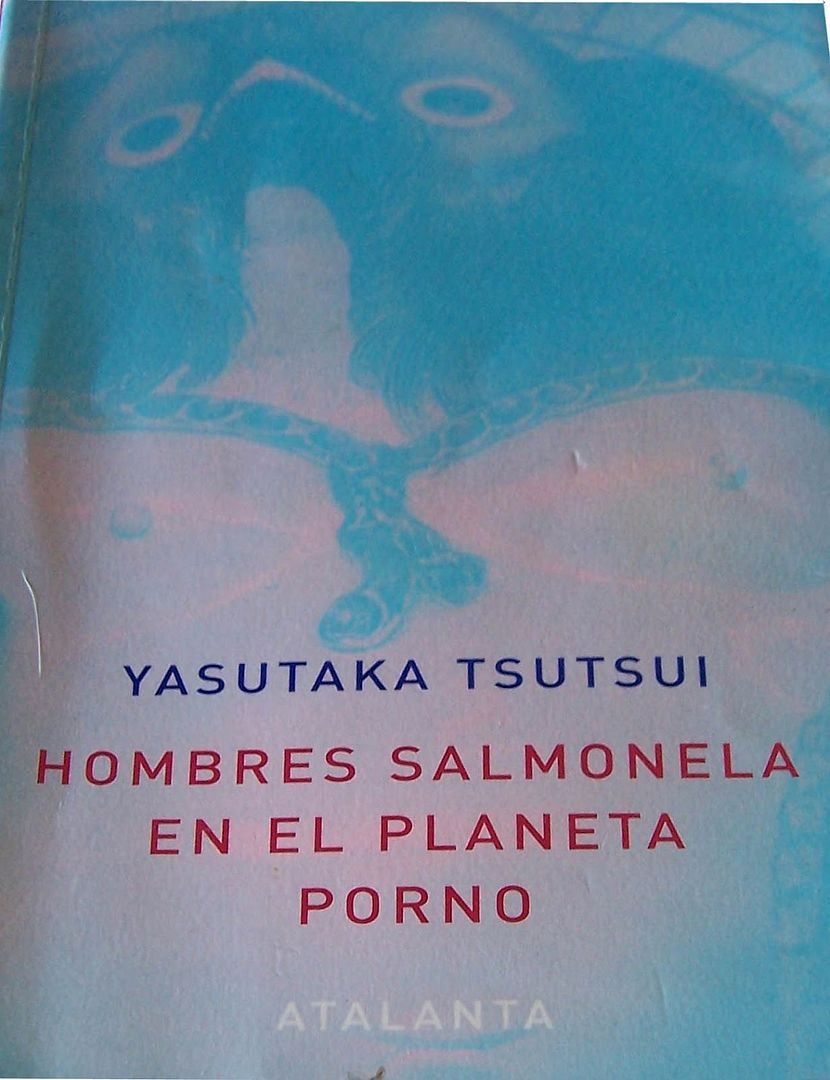 YASUTAKA TSUTSUI
HOMBRES SALMONELA
EN EL PLANETA
PORNO
ATALANTA